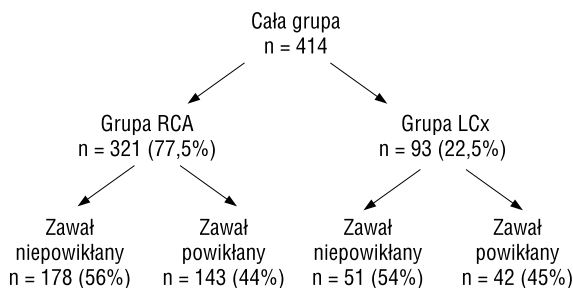 Cała grupa
n = 414
Grupa RCA
n = 321 (77,5%)
Grupa LCx
n = 93 (22,5%)
Zawał
niepowikłany
n = 178 (56%)
Zawał
powikłany
n = 143 (44%)
Zawał
niepowikłany
n = 51 (54%)
Zawał
powikłany
n = 42 (45%)